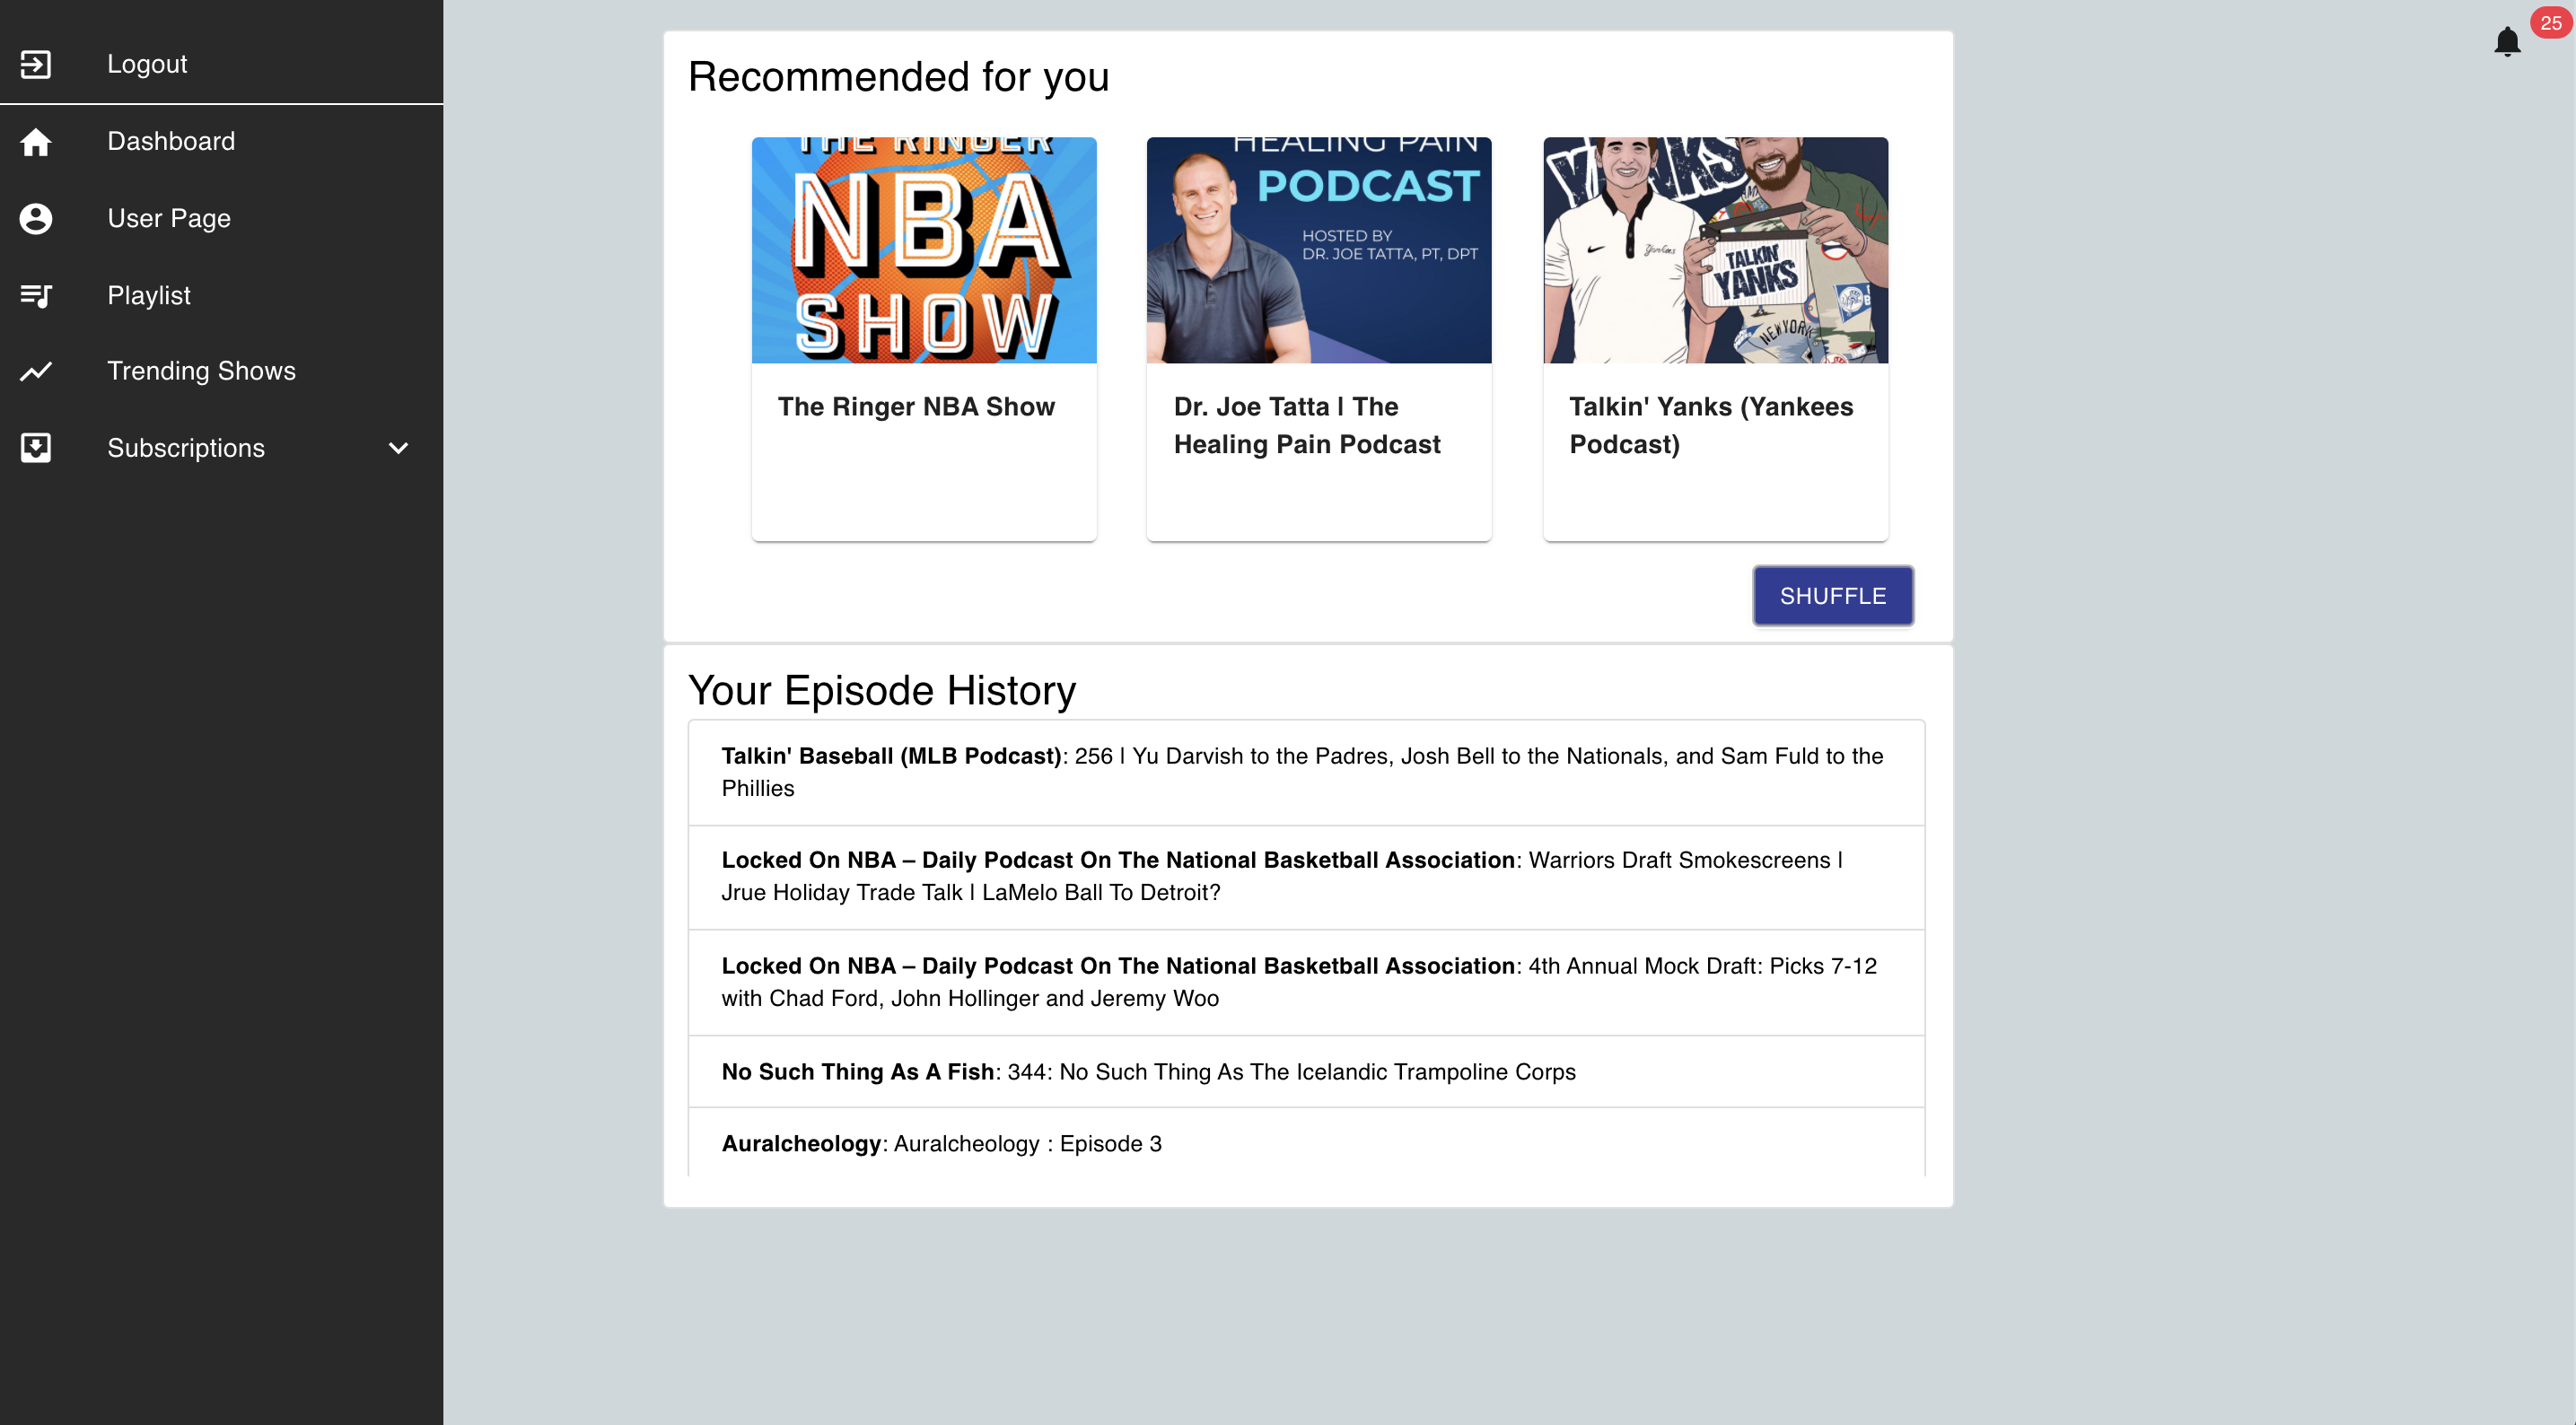 Logout
Dashboard
User Page
Playlist
Trending Shows
Subscriptions
25
Recommended for you
THE RINGER
NBA
SHOW
The Ringer NBA Show
HEALING PAIN
PODCAST
HOSTED BY
DR. JOE TATTA, PT, DPT
Dr. Joe Tatta | The
Healing Pain Podcast
YANKS
Yankees
TALKIN'
YANKS
NEW YORK
Talkin' Yanks (Yankees
Podcast)
SHUFFLE
Your Episode History
Talkin' Baseball (MLB Podcast): 256 | Yu Darvish to the Padres, Josh Bell to the Nationals, and Sam Fuld to the
Phillies
Locked On NBA – Daily Podcast On The National Basketball Association: Warriors Draft Smokescreens |
Jrue Holiday Trade Talk | LaMelo Ball To Detroit?
Locked On NBA – Daily Podcast On The National Basketball Association: 4th Annual Mock Draft: Picks 7-12
with Chad Ford, John Hollinger and Jeremy Woo
No Such Thing As A Fish: 344: No Such Thing As The Icelandic Trampoline Corps
Auralcheology: Auralcheology : Episode 3